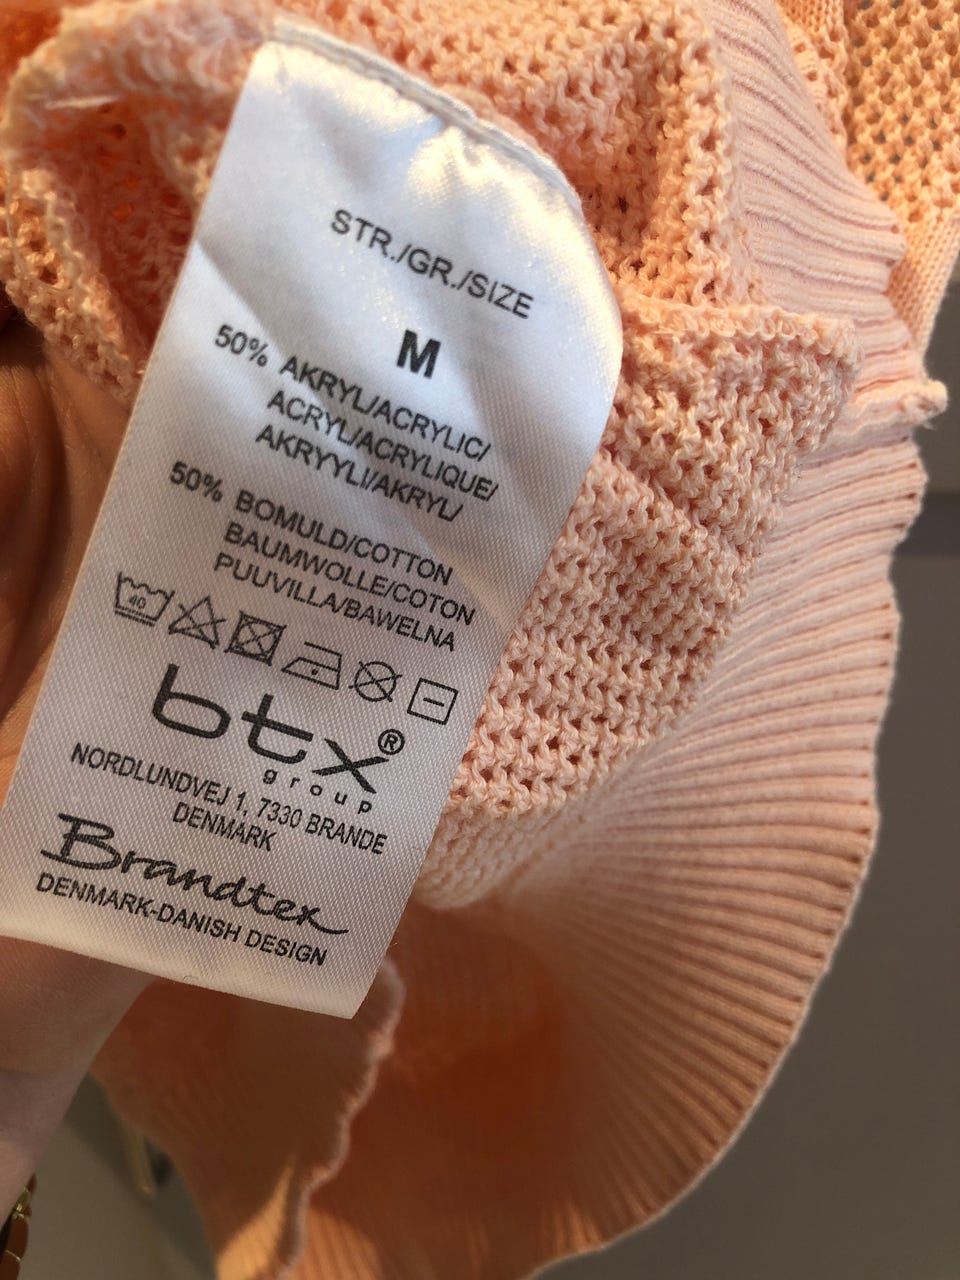 STR./GR./SIZE
M
50% AKRYL/ACRYLIC/
ACRYL/ACRYLIQUE/
AKRYYLI/AKRYL/
50% BOMULD/COTTON
BAUMWOLLE/COTON
PUUVILLA/BAWELNA
40
btx®
group
NORDLUNDVEJ 1, 7330 BRANDE
DENMARK
Brandtex
DENMARK-DANISH DESIGN